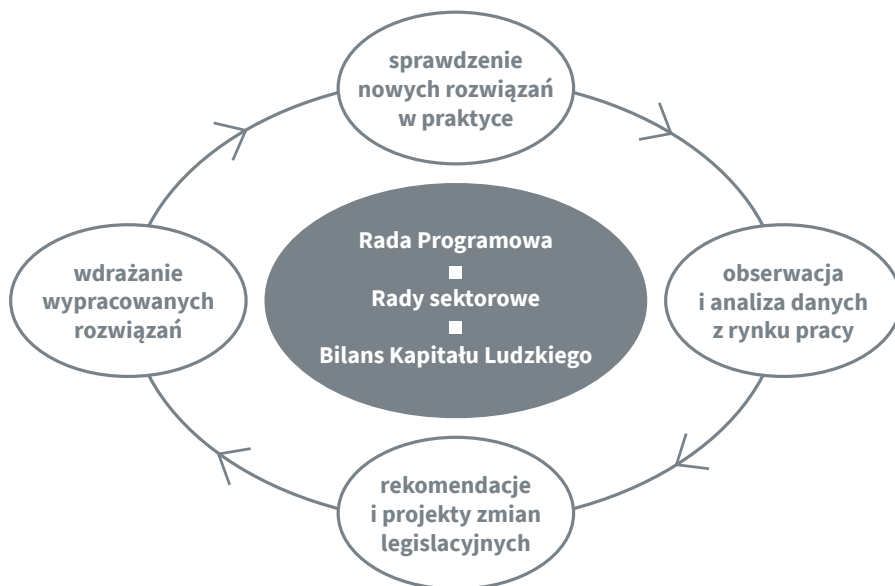 sprawdzenie
nowych rozwiązań
w praktyce
Rada Programowa
Rady sektorowe
Bilans Kapitału Ludzkiego
wdrażanie
wypracowanych
rozwiązań
obserwacja
i analiza danych
z rynku pracy
rekomendacje
i projekty zmian
legislacyjnych